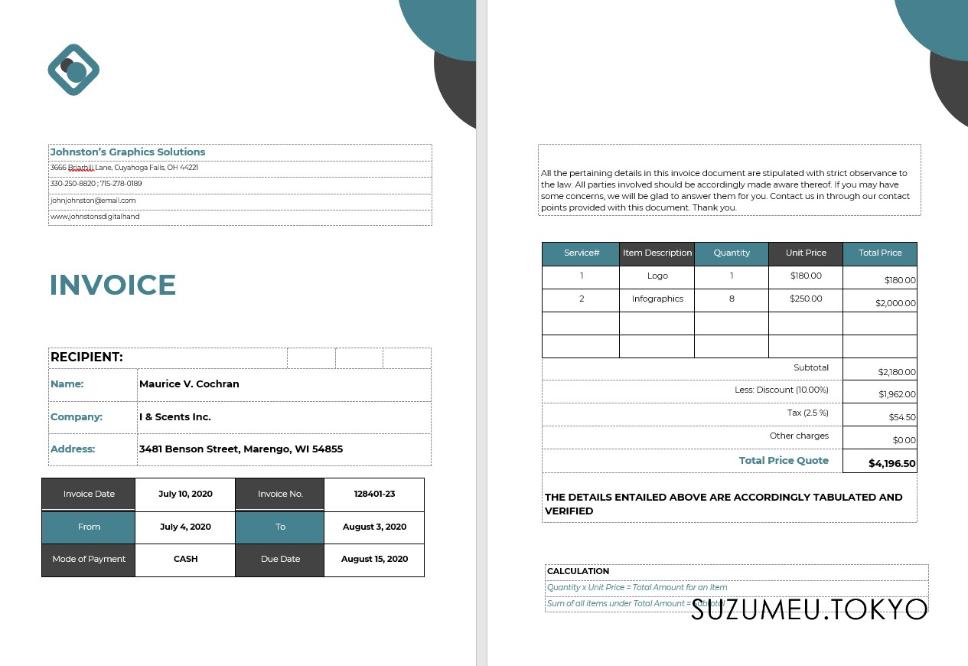 Johnston's Graphics Solutions
3666 Briarhill Lane, Cuyahoga Falls, OH 44221
330-250-8820 ; 715-278-0189
johnjohnston@email.com
www.johnstonsdigitalhand
INVOICE
RECIPIENT:
Name: Maurice V. Cochran
Company: I & Scents Inc.
Address: 3481 Benson Street, Marengo, WI 54855
Invoice Date July 10, 2020 Invoice No. 128401-23
From July 4, 2020 To August 3, 2020
Mode of Payment CASH Due Date August 15, 2020
All the pertaining details in this invoice document are stipulated with strict observance to
the law. All parties involved should be accordingly made aware thereof. If you may have
some concerns, we will be glad to answer them for you. Contact us in through our contact
points provided with this document. Thank you.
Service# Item Description Quantity Unit Price Total Price
1 Logo 1 $180.00 $180.00
2 Infographics 8 $250.00 $2,000.00
Subtotal $2,180.00
Less: Discount (10.00%) $1,962.00
Tax (2.5 %) $54.50
Other charges $0.00
Total Price Quote $4,196.50
THE DETAILS ENTAILED ABOVE ARE ACCORDINGLY TABULATED AND
VERIFIED
CALCULATION
Quantity x Unit Price = Total Amount for an Item
Sum of all items under Total Amount = Subtotal
SUZUMEU.TOKYO